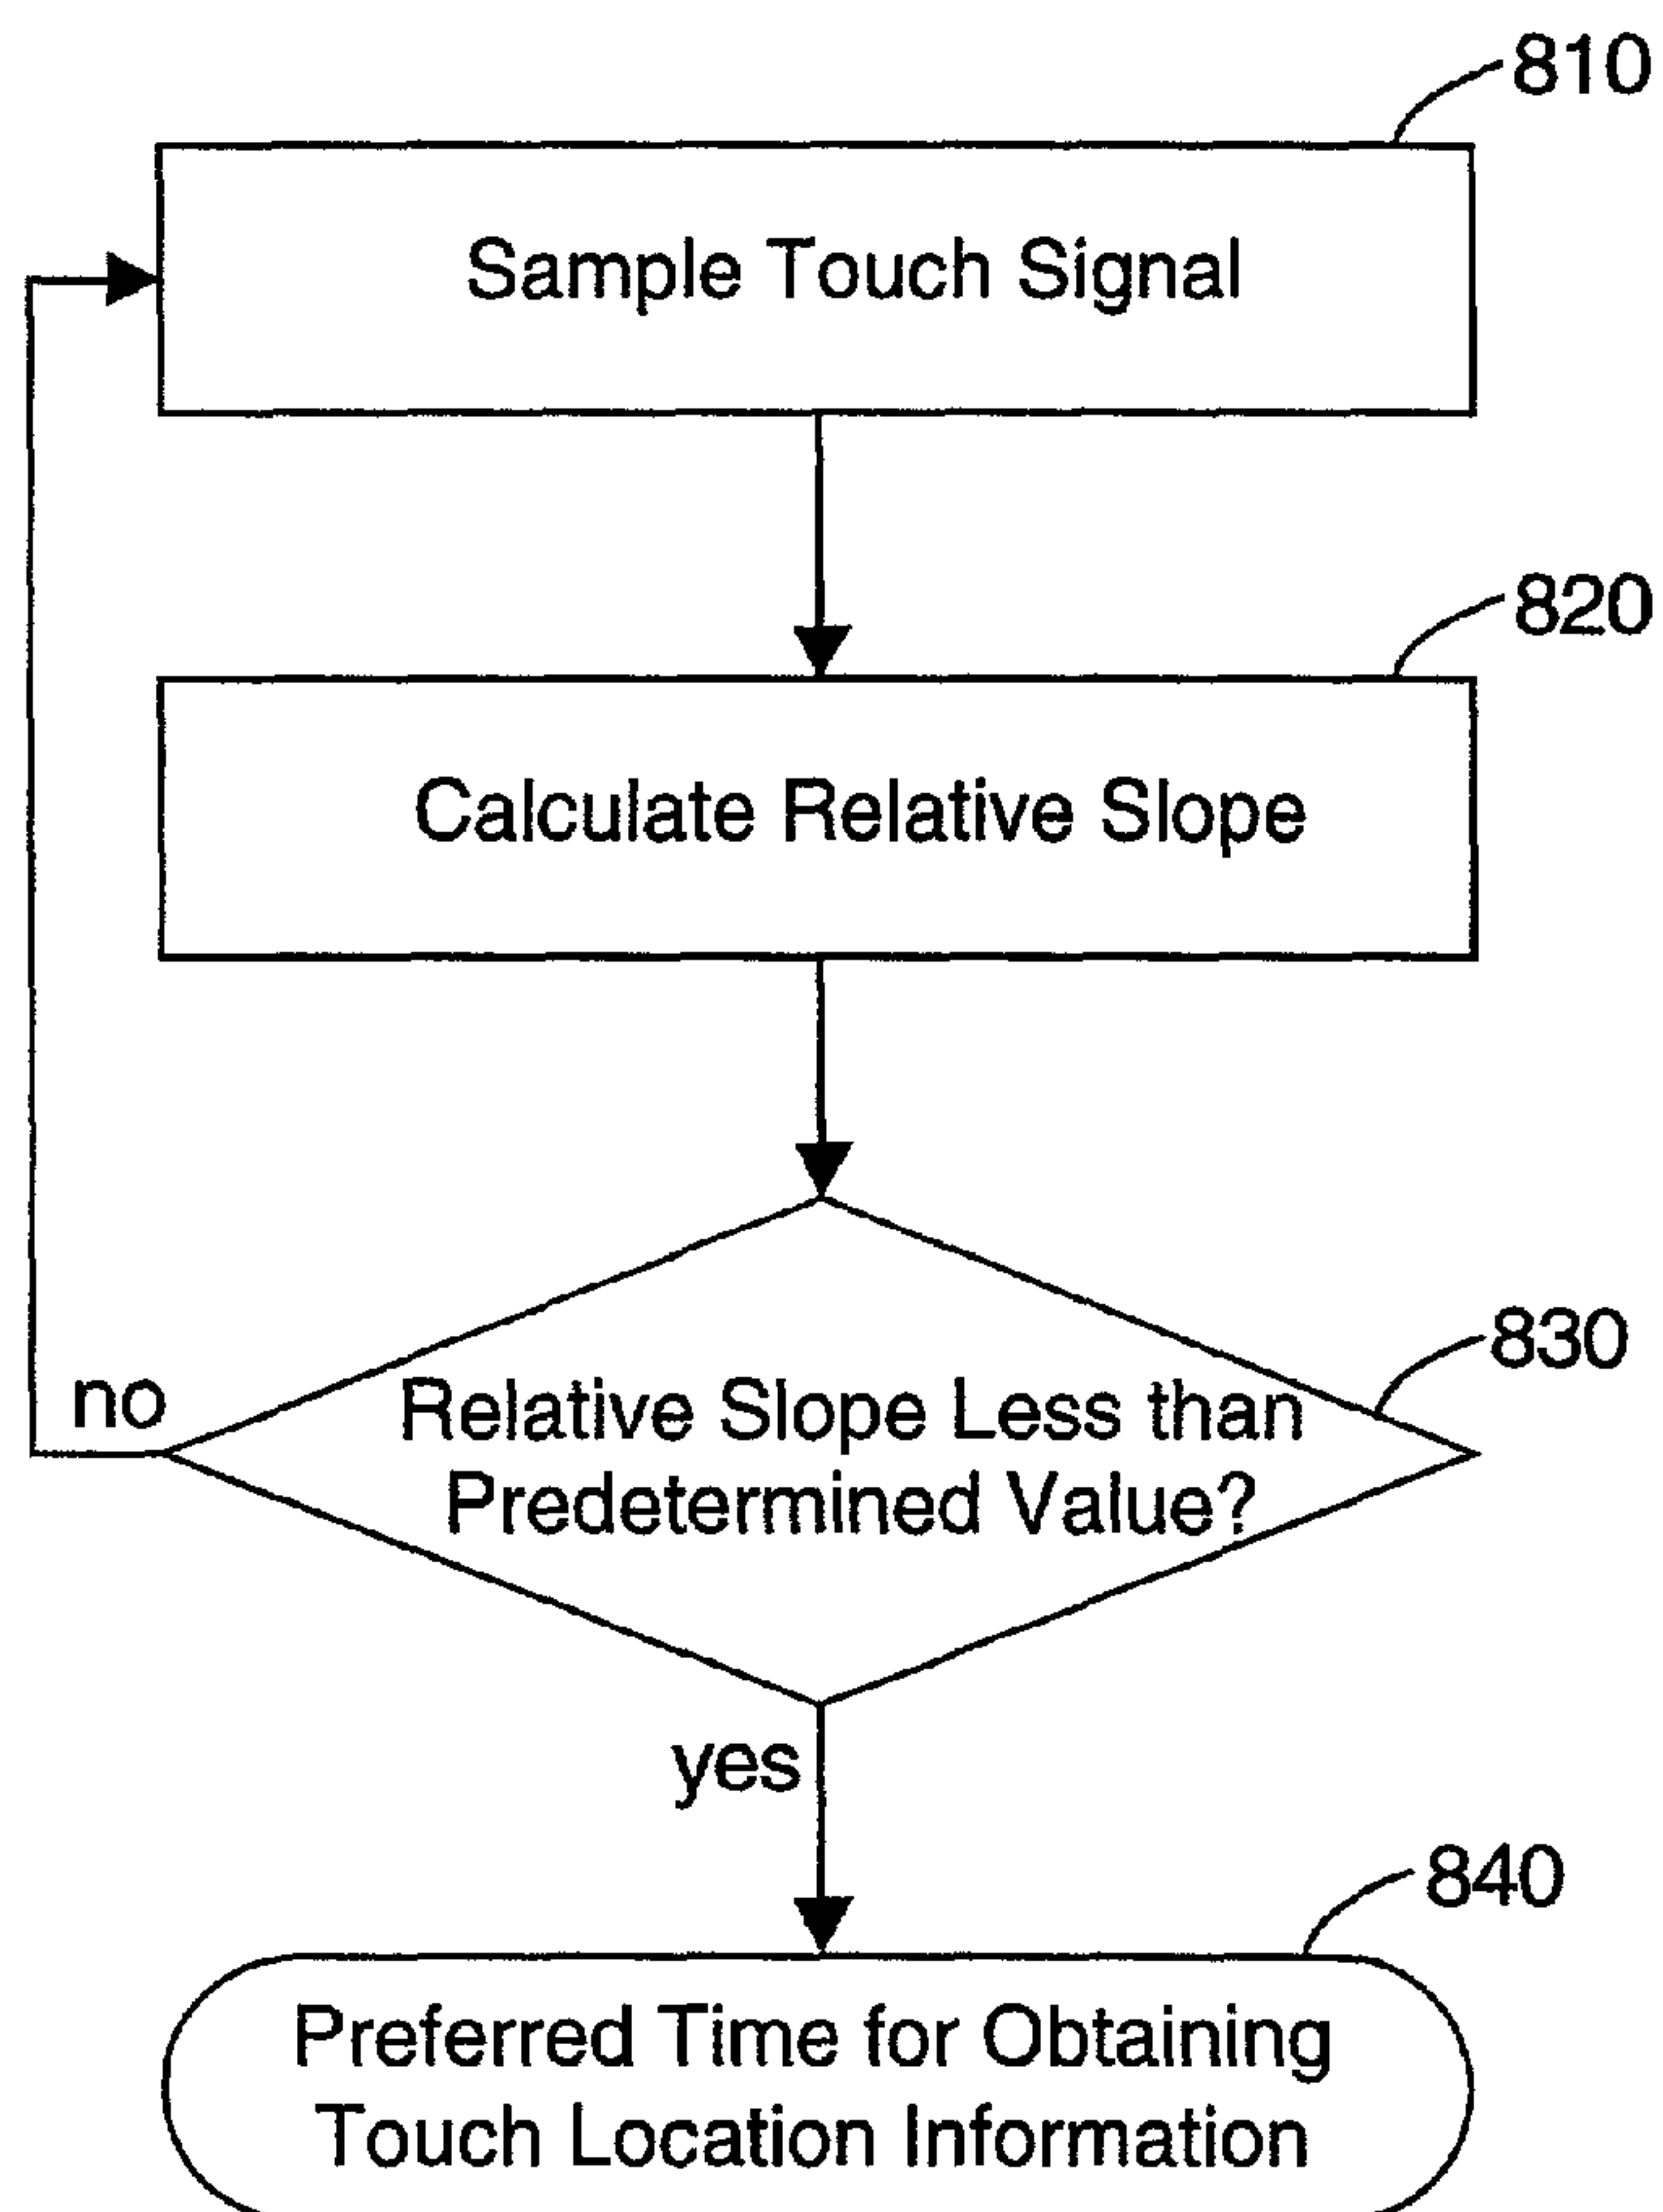 810
Sample Touch Signal
820
Calculate Relative Slope
830
no
Relative Slope Less than
Predetermined Value?
yes
840
Preferred Time for Obtaining
Touch Location Information